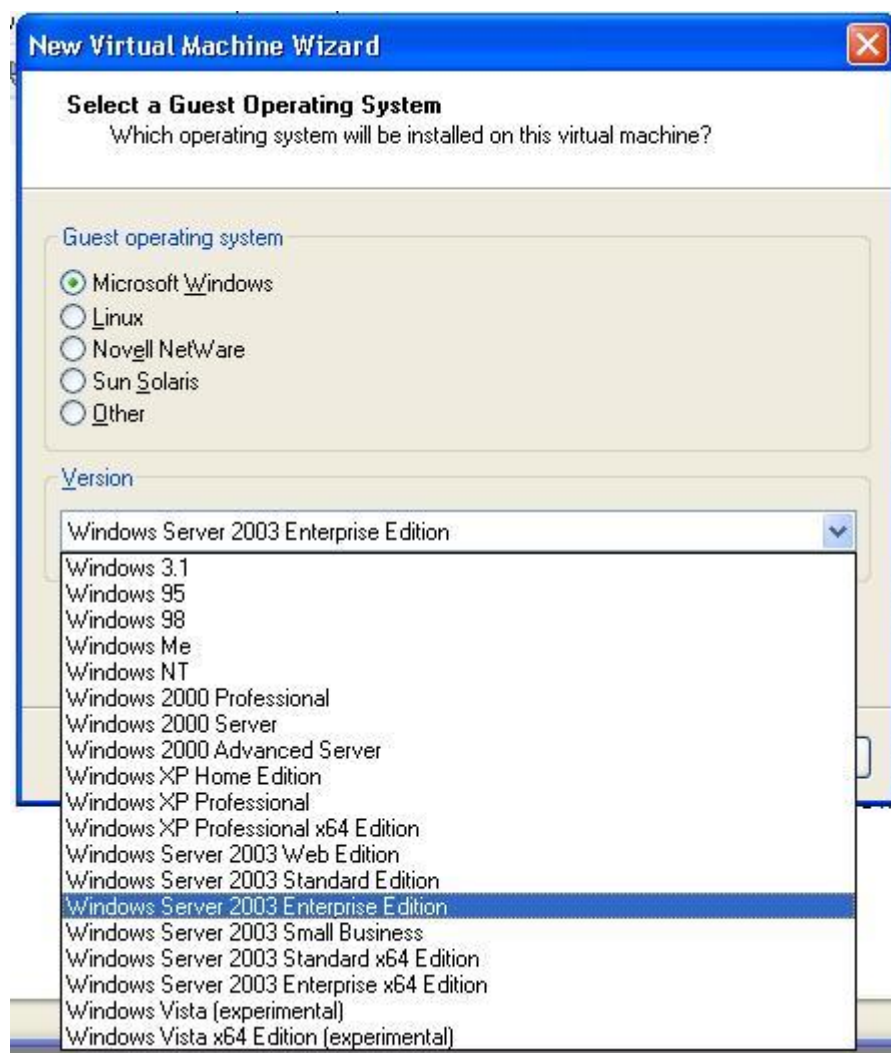 New Virtual Machine Wizard
Select a Guest Operating System
Which operating system will be installed on this virtual machine?
Guest operating system
Microsoft Windows
Linux
Novell NetWare
Sun Solaris
Other
Version
Windows Server 2003 Enterprise Edition
Windows 3.1
Windows 95
Windows 98
Windows Me
Windows NT
Windows 2000 Professional
Windows 2000 Server
Windows 2000 Advanced Server
Windows XP Home Edition
Windows XP Professional
Windows XP Professional x64 Edition
Windows Server 2003 Web Edition
Windows Server 2003 Standard Edition
Windows Server 2003 Enterprise Edition
Windows Server 2003 Small Business
Windows Server 2003 Standard x64 Edition
Windows Server 2003 Enterprise x64 Edition
Windows Vista (experimental)
Windows Vista x64 Edition (experimental)